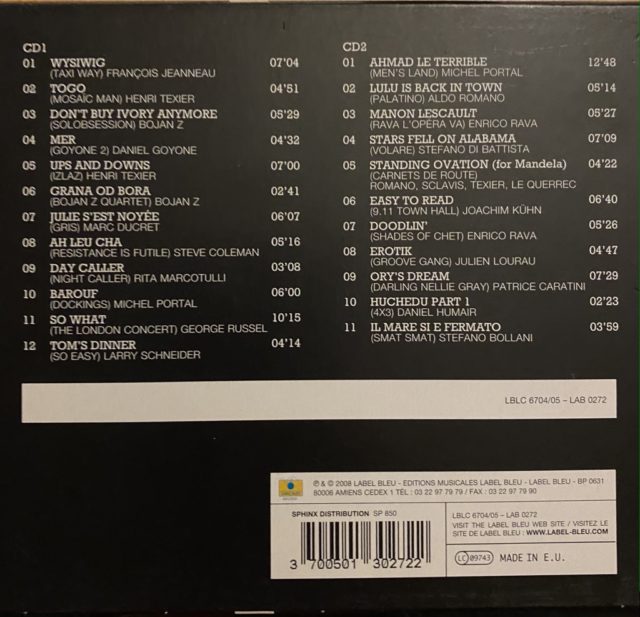 CD1
01 WYSIWIG 07'04
(TAXI WAY) FRANÇOIS JEANNEAU
02 TOGO 04'51
(MOSAÏC MAN) HENRI TEXIER
03 DON'T BUY IVORY ANYMORE 05'29
(SOLOBSESSION) BOJAN Z
04 MER 04'32
(GOYONE 2) DANIEL GOYONE
05 UPS AND DOWNS 07'00
(IZLAZ) HENRI TEXIER
06 GRANA OD BORA 02'41
(BOJAN Z QUARTET) BOJAN Z
07 JULIE S'EST NOYÉE 06'07
(GRIS) MARC DUCRET
08 AH LEU CHA 05'16
(RESISTANCE IS FUTILE) STEVE COLEMAN
09 DAY CALLER 03'08
(NIGHT CALLER) RITA MARCOTULLI
10 BAROUF 06'00
(DOCKINGS) MICHEL PORTAL
11 SO WHAT 10'15
(THE LONDON CONCERT) GEORGE RUSSEL
12 TOM'S DINNER 04'14
(SO EASY) LARRY SCHNEIDER
CD2
01 AHMAD LE TERRIBLE 12'48
(MEN'S LAND) MICHEL PORTAL
02 LULU IS BACK IN TOWN 05'14
(PALATINO) ALDO ROMANO
03 MANON LESCAULT 05'27
(RAVA L'OPÉRA VA) ENRICO RAVA
04 STARS FELL ON ALABAMA 07'09
(VOLARE) STEFANO DI BATTISTA
05 STANDING OVATION (for Mandela) 04'22
(CARNETS DE ROUTE)
ROMANO, SCLAVIS, TEXIER, LE QUERREC
06 EASY TO READ 06'40
(9.11 TOWN HALL) JOACHIM KÜHN
07 DOODLIN' 05'26
(SHADES OF CHET) ENRICO RAVA
08 EROTIK 04'47
(GROOVE GANG) JULIEN LOURAU
09 ORY'S DREAM 07'29
(DARLING NELLIE GRAY) PATRICE CARATINI
10 HUCHEDU PART 1 02'23
(4X3) DANIEL HUMAIR
11 IL MARE SI E FERMATO 03'59
(SMAT SMAT) STEFANO BOLLANI
LBLC 6704/05 – LAB 0272
℗ & © 2008 LABEL BLEU - EDITIONS MUSICALES LABEL BLEU - LABEL BLEU - BP 0631
80006 AMIENS CEDEX 1 TÉL : 03 22 97 79 79 / FAX : 03 22 97 79 90
SPHINX DISTRIBUTION SP 850
3 700501 302722
LBLC 6704/05 – LAB 0272
VISIT THE LABEL BLEU WEB SITE / VISITEZ LE
SITE DE LABEL BLEU : WWW.LABEL-BLEU.COM
LC 09743 MADE IN E.U.